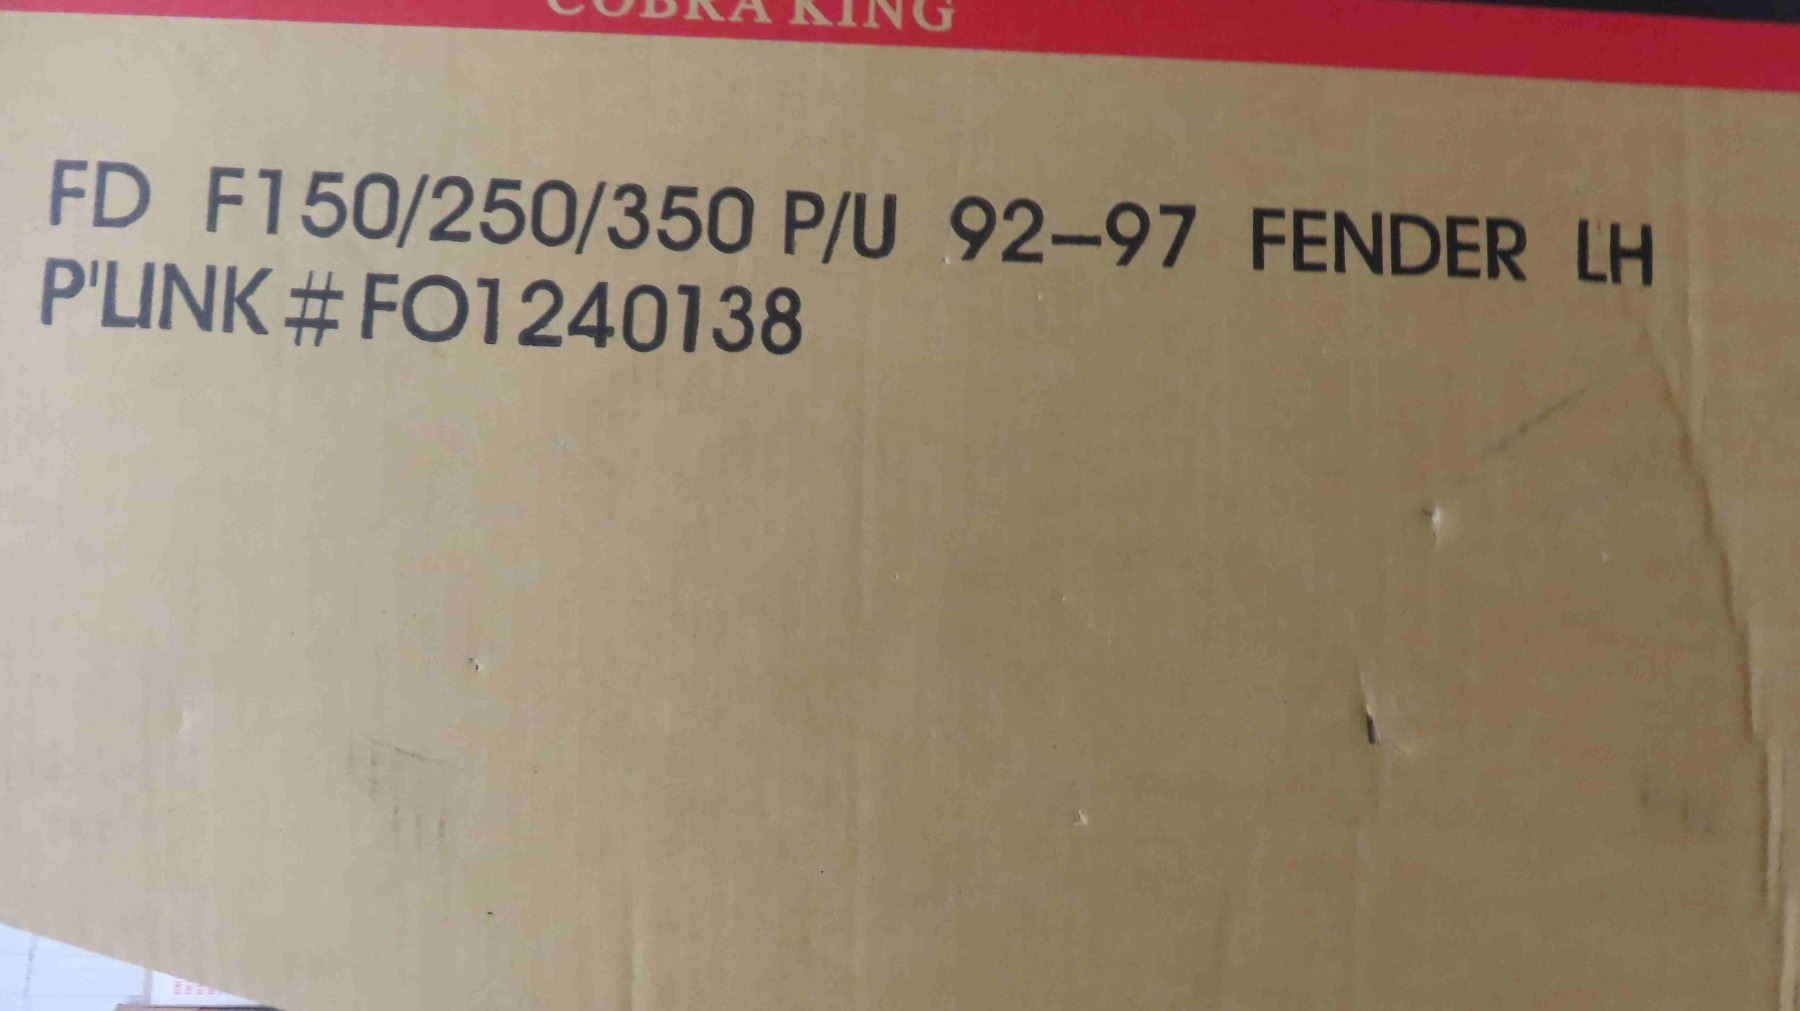 COBRA KING
FD F150/250/350 P/U 92-97 FENDER LH
P'LINK # FO1240138